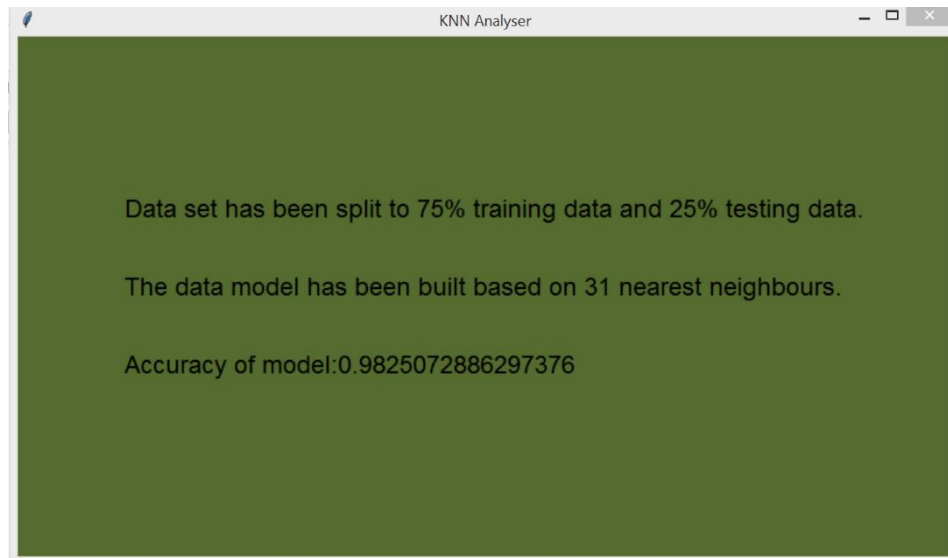 KNN Analyser
Data set has been split to 75% training data and 25% testing data.
The data model has been built based on 31 nearest neighbours.
Accuracy of model:0.9825072886297376